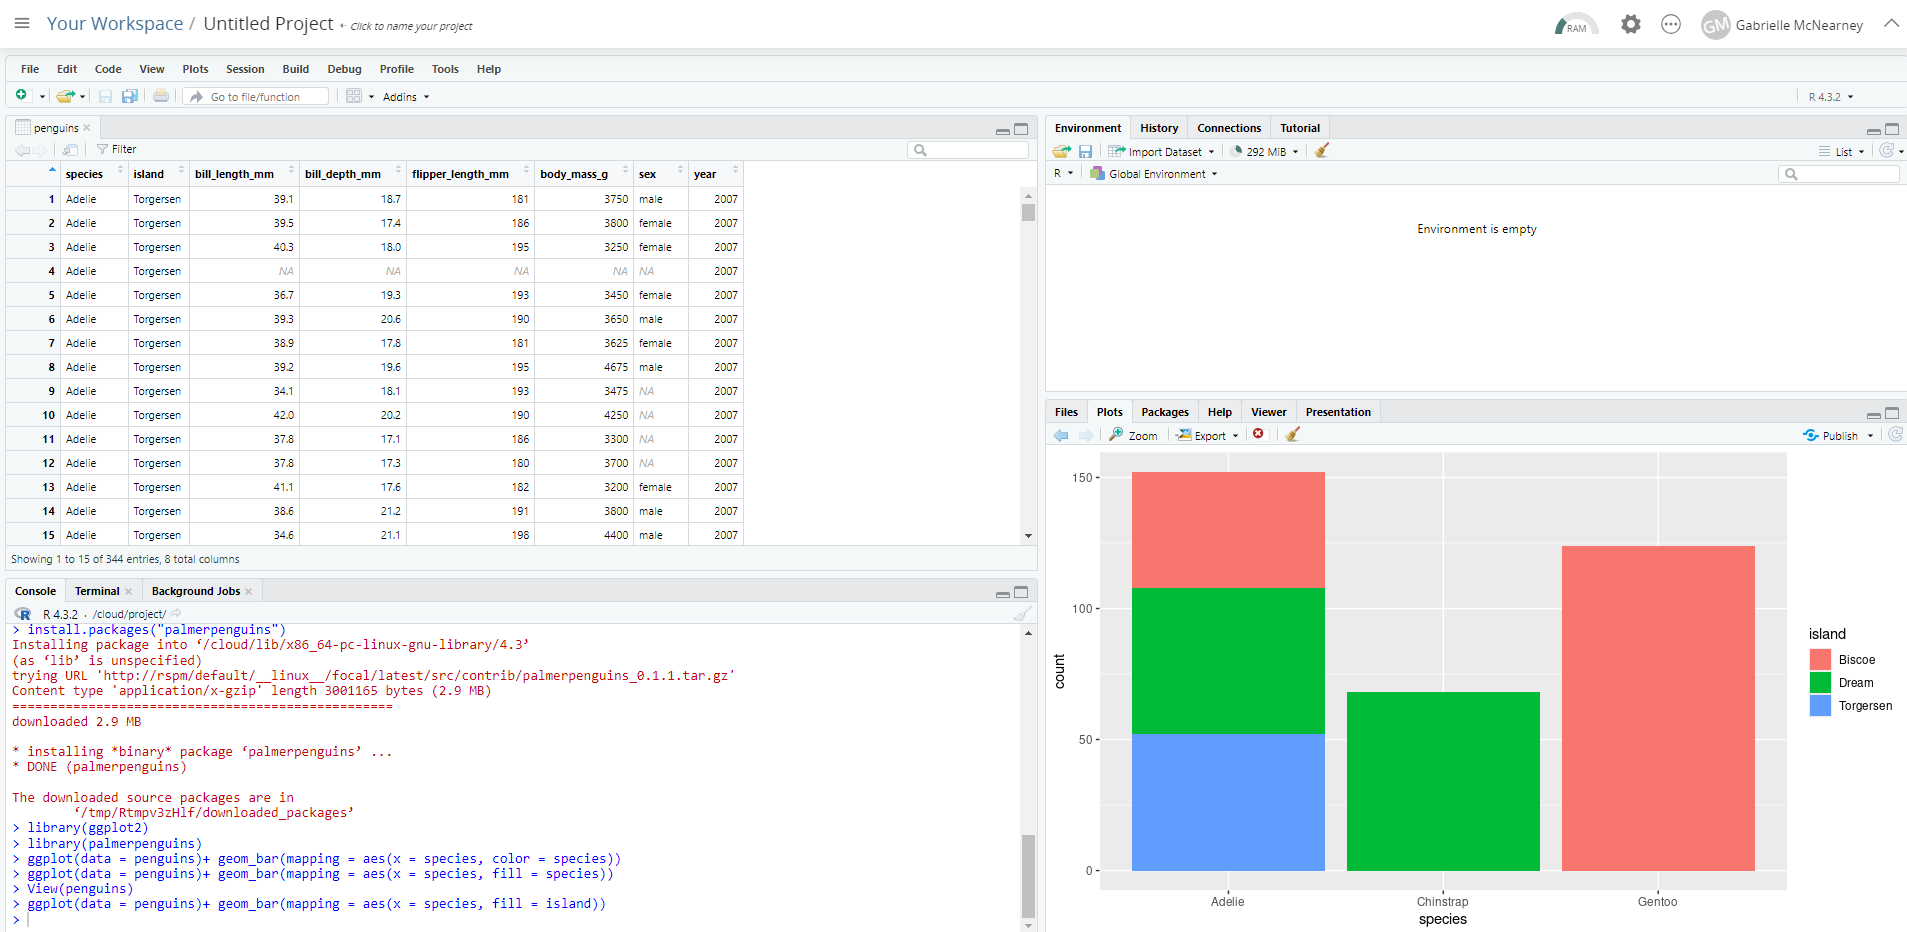 Your Workspace / Untitled Project ← Click to name your project
RAM
GM Gabrielle McNearney
File Edit Code View Plots Session Build Debug Profile Tools Help
Go to file/function
Addins
R 4.3.2
penguins
Filter
species island bill_length_mm bill_depth_mm flipper_length_mm body_mass_g sex year
1 Adelie Torgersen 39.1 18.7 181 3750 male 2007
2 Adelie Torgersen 39.5 17.4 186 3800 female 2007
3 Adelie Torgersen 40.3 18.0 195 3250 female 2007
4 Adelie Torgersen NA NA NA NA NA 2007
5 Adelie Torgersen 36.7 19.3 193 3450 female 2007
6 Adelie Torgersen 39.3 20.6 190 3650 male 2007
7 Adelie Torgersen 38.9 17.8 181 3625 female 2007
8 Adelie Torgersen 39.2 19.6 195 4675 male 2007
9 Adelie Torgersen 34.1 18.1 193 3475 NA 2007
10 Adelie Torgersen 42.0 20.2 190 4250 NA 2007
11 Adelie Torgersen 37.8 17.1 186 3300 NA 2007
12 Adelie Torgersen 37.8 17.3 180 3700 NA 2007
13 Adelie Torgersen 41.1 17.6 182 3200 female 2007
14 Adelie Torgersen 38.6 21.2 191 3800 male 2007
15 Adelie Torgersen 34.6 21.1 198 4400 male 2007
Showing 1 to 15 of 344 entries, 8 total columns
Console Terminal Background Jobs
R R 4.3.2 · /cloud/project/
> install.packages("palmerpenguins")
Installing package into ‘/cloud/lib/x86_64-pc-linux-gnu-library/4.3’
(as ‘lib’ is unspecified)
trying URL 'http://rspm/default/__linux__/focal/latest/src/contrib/palmerpenguins_0.1.1.tar.gz'
Content type 'application/x-gzip' length 3001165 bytes (2.9 MB)
==================================================
downloaded 2.9 MB
* installing *binary* package ‘palmerpenguins’ ...
* DONE (palmerpenguins)
The downloaded source packages are in
‘/tmp/Rtmpv3zHlf/downloaded_packages’
> library(ggplot2)
> library(palmerpenguins)
> ggplot(data = penguins)+ geom_bar(mapping = aes(x = species, color = species))
> ggplot(data = penguins)+ geom_bar(mapping = aes(x = species, fill = species))
> View(penguins)
> ggplot(data = penguins)+ geom_bar(mapping = aes(x = species, fill = island))
>
Environment History Connections Tutorial
Import Dataset 292 MiB List
R Global Environment
Environment is empty
Files Plots Packages Help Viewer Presentation
Zoom Export Publish
150
100
50
0
count
Adelie Chinstrap Gentoo
species
island
Biscoe
Dream
Torgersen